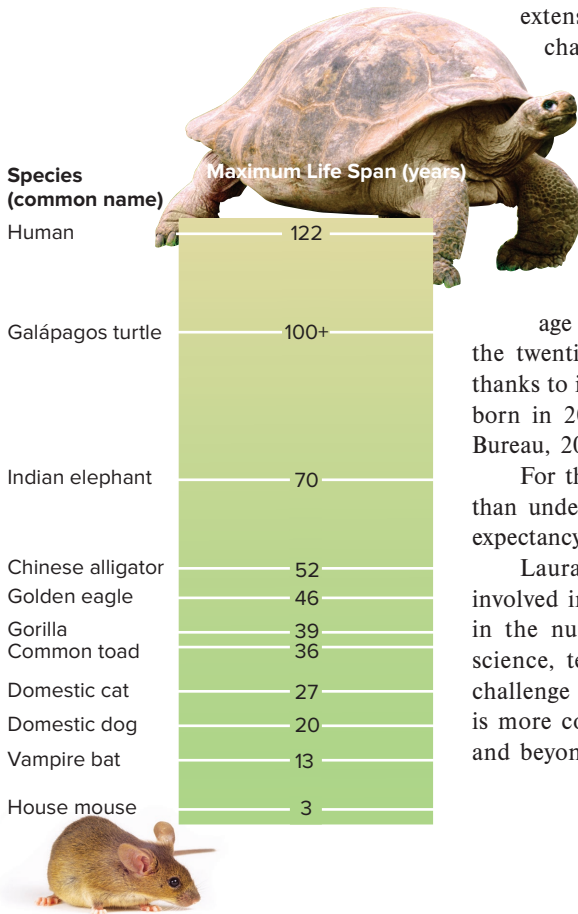 extens
cha
Species
(common name)
Maximum Life Span (years)
Human 122
Galápagos turtle 100+
Indian elephant 70
Chinese alligator 52
Golden eagle 46
Gorilla 39
Common toad 36
Domestic cat 27
Domestic dog 20
Vampire bat 13
House mouse 3
age
the twenti
thanks to i
born in 20
Bureau, 20
For th
than unde
expectancy
Laura
involved in
in the nu
science, te
challenge
is more co
and beyon